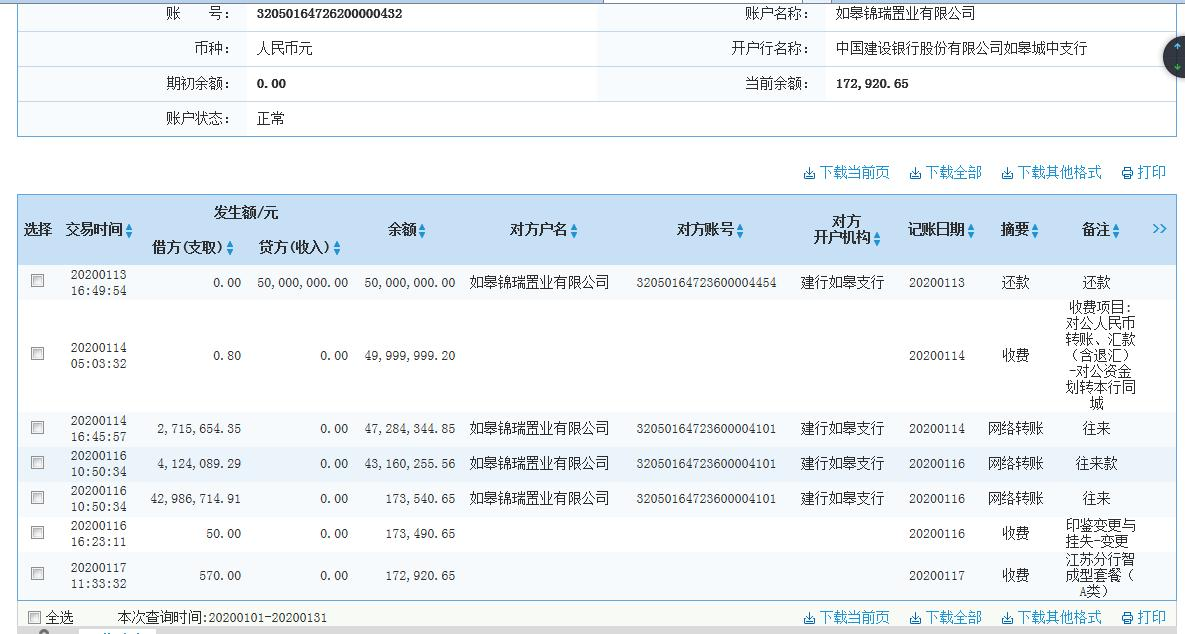 账 号： 32050164726200000432 账户名称： 如皋锦瑞置业有限公司
币种： 人民币元 开户行名称： 中国建设银行股份有限公司如皋城中支行
期初余额： 0.00 当前余额： 172,920.65
账户状态： 正常
下载当前页 下载全部 下载其他格式 打印
选择 交易时间 发生额/元 借方(支取) 贷方(收入) 余额 对方户名 对方账号 对方 开户机构 记账日期 摘要 备注 >>
20200113
16:49:54
0.00 50,000,000.00 50,000,000.00 如皋锦瑞置业有限公司 32050164723600004454 建行如皋支行 20200113 还款 还款
20200114
05:03:32
0.80 0.00 49,999,999.20 20200114 收费
收费项目:
对公人民币
转账、汇款
（含退汇）
-对公资金
划转本行同
城
20200114
16:45:57
2,715,654.35 0.00 47,284,344.85 如皋锦瑞置业有限公司 32050164723600004101 建行如皋支行 20200114 网络转账 往来
20200116
10:50:34
4,124,089.29 0.00 43,160,255.56 如皋锦瑞置业有限公司 32050164723600004101 建行如皋支行 20200116 网络转账 往来款
20200116
10:50:34
42,986,714.91 0.00 173,540.65 如皋锦瑞置业有限公司 32050164723600004101 建行如皋支行 20200116 网络转账 往来
20200116
16:23:11
50.00 0.00 173,490.65 20200116 收费
印鉴变更与
挂失-变更
20200117
11:33:32
570.00 0.00 172,920.65 20200117 收费
江苏分行智
成型套餐（
A类）
全选 本次查询时间:20200101-20200131 下载当前页 下载全部 下载其他格式 打印